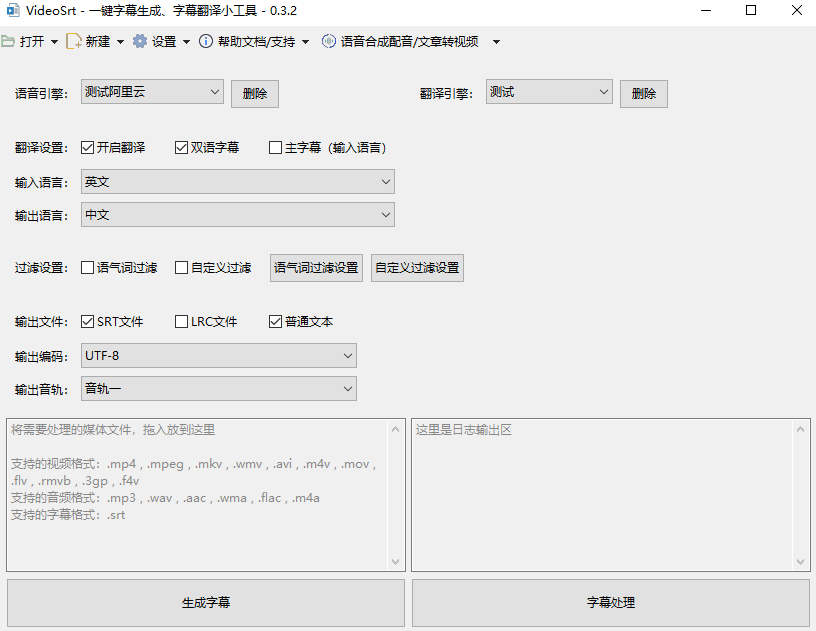 VideoSrt - 一键字幕生成、字幕翻译小工具 - 0.3.2
打开 新建 设置 帮助文档/支持 语音合成配音/文章转视频
语音引擎: 测试阿里云 删除 翻译引擎: 测试 删除
翻译设置: 开启翻译 双语字幕 主字幕（输入语言）
输入语言: 英文
输出语言: 中文
过滤设置: 语气词过滤 自定义过滤 语气词过滤设置 自定义过滤设置
输出文件: SRT文件 LRC文件 普通文本
输出编码: UTF-8
输出音轨: 音轨一
将需要处理的媒体文件，拖入放到这里 这里是日志输出区
支持的视频格式：.mp4 , .mpeg , .mkv , .wmv , .avi , .m4v , .mov ,
.flv , .rmvb , .3gp , .f4v
支持的音频格式：.mp3 , .wav , .aac , .wma , .flac , .m4a
支持的字幕格式：.srt
生成字幕 字幕处理